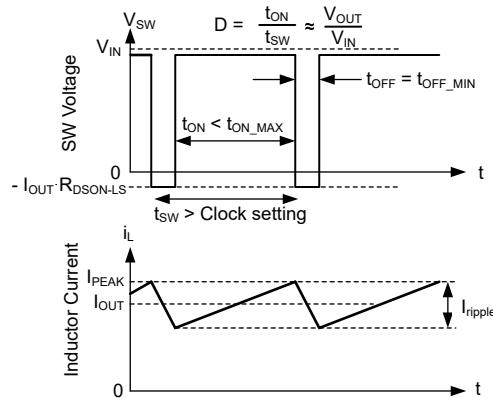 V_SW
D = t_ON / t_SW ≈ V_OUT / V_IN
V_IN
t_OFF = t_OFF_MIN
t_ON < t_ON_MAX
SW Voltage
0
t
- I_OUT·R_DSON-LS
t_SW > Clock setting
i_L
I_PEAK
I_OUT
I_ripple
Inductor Current
0
t